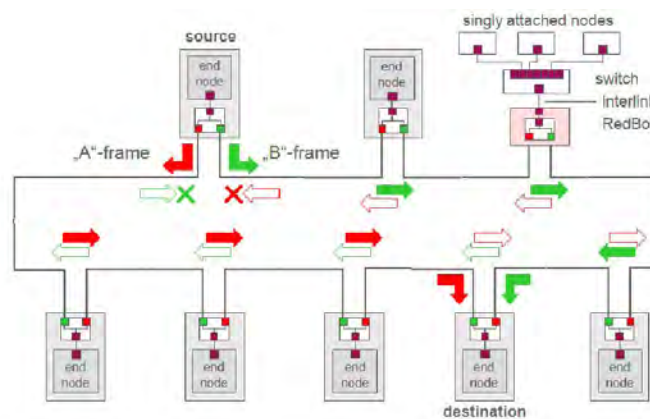 singly attached nodes
source
end
node
end
node
switch
interlink
RedBo
„A“-frame
„B“-frame
end
node
end
node
end
node
end
node
end
node
destination